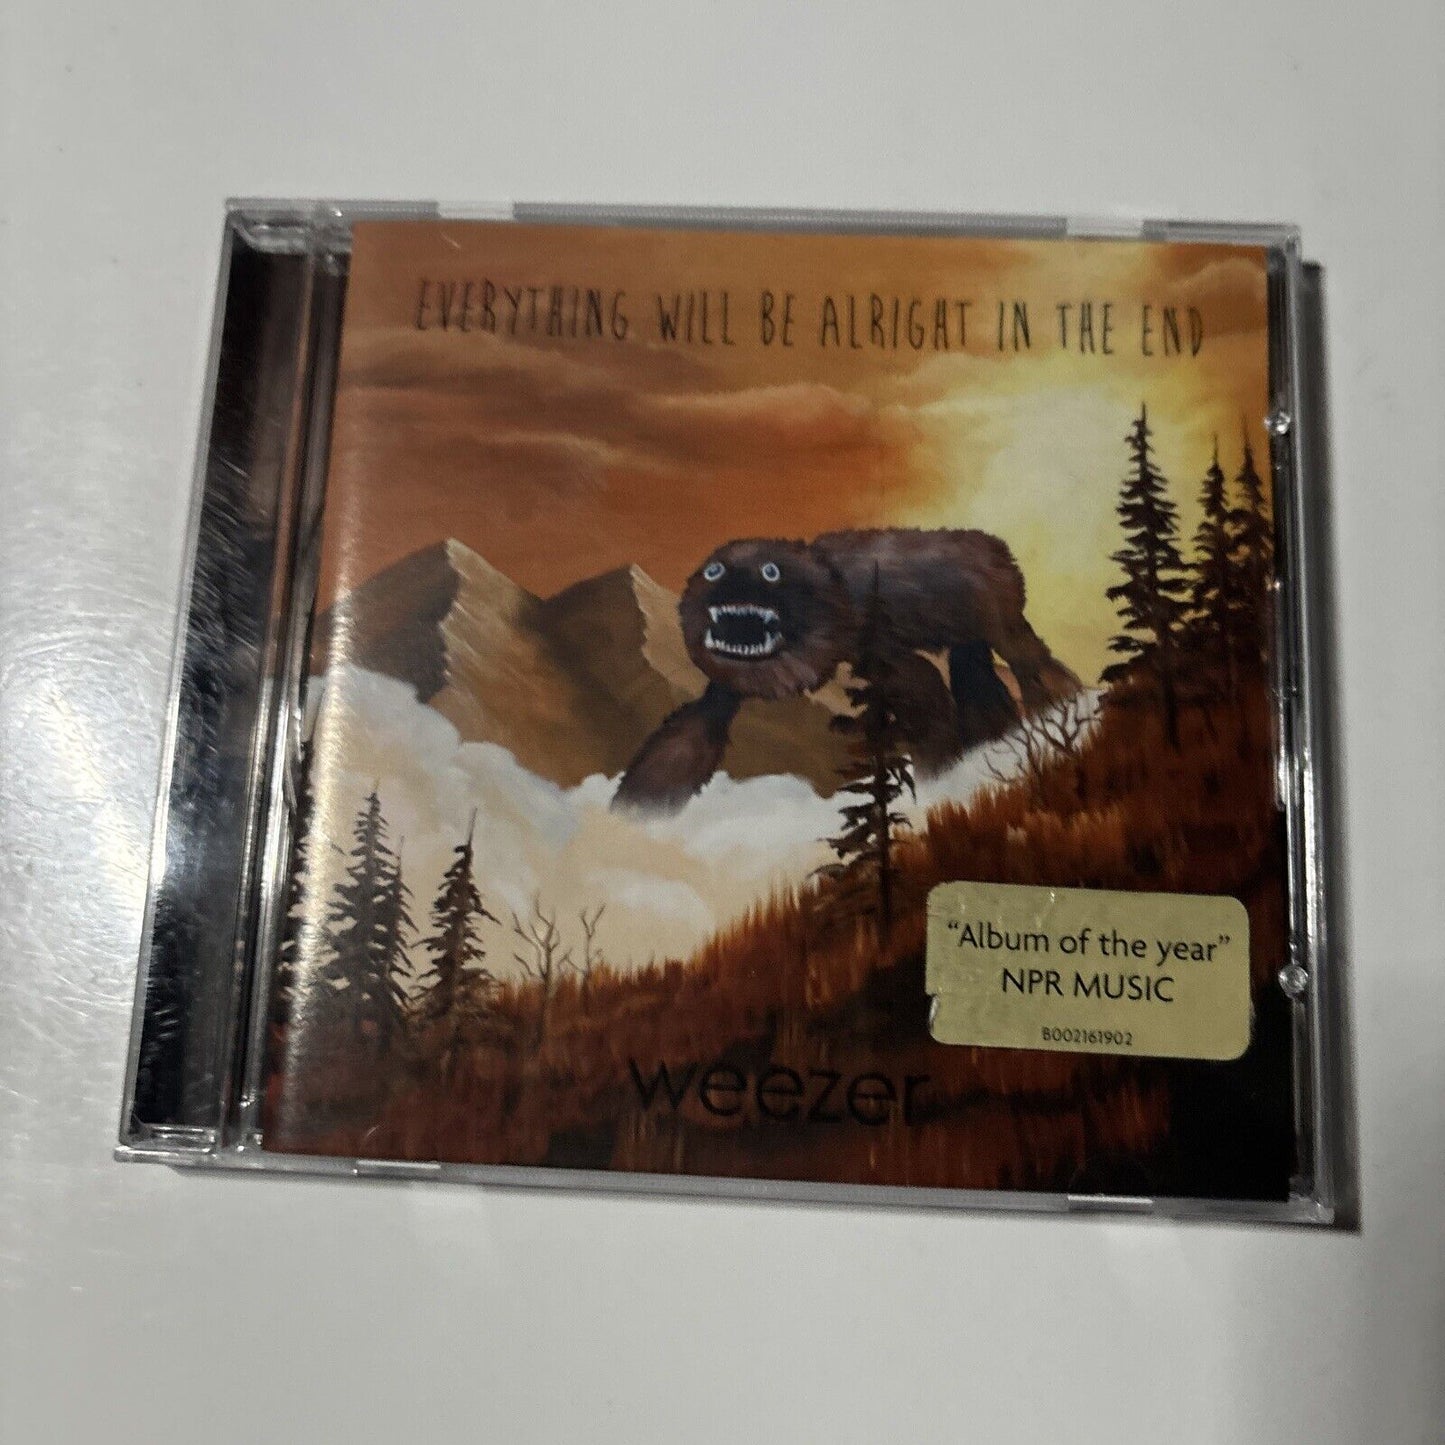 EVERYTHING WILL BE ALRIGHT IN THE END
"Album of the year"
NPR MUSIC
B002161902
weezer